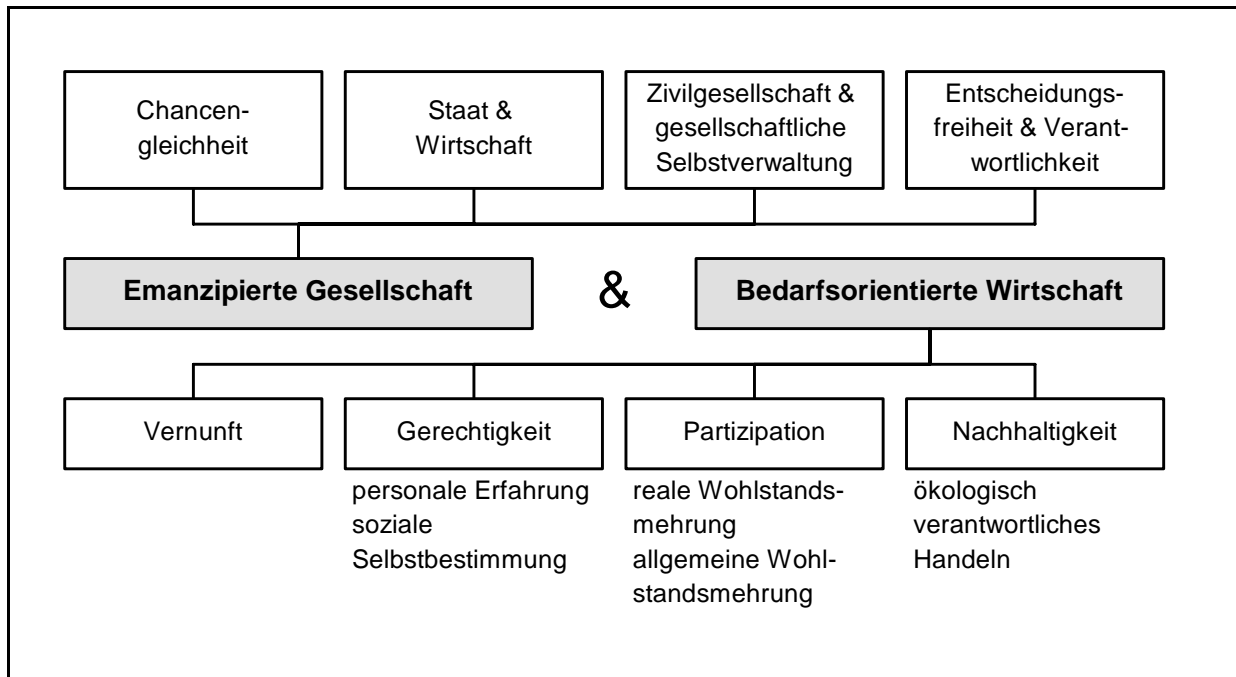 Chancen-
gleichheit
Staat &
Wirtschaft
Zivilgesellschaft &
gesellschaftliche
Selbstverwaltung
Entscheidungs-
freiheit & Verant-
wortlichkeit
Emanzipierte Gesellschaft
&
Bedarfsorientierte Wirtschaft
Vernunft
Gerechtigkeit
Partizipation
Nachhaltigkeit
personale Erfahrung
soziale
Selbstbestimmung
reale Wohlstands-
mehrung
allgemeine Wohl-
standsmehrung
ökologisch
verantwortliches
Handeln